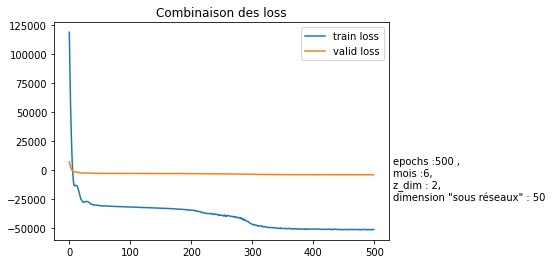 Combinaison des loss
125000
100000
75000
50000
25000
0
−25000
−50000
0
100
200
300
400
500
train loss
valid loss
epochs :500 ,
mois :6,
z_dim : 2,
dimension "sous réseaux" : 50